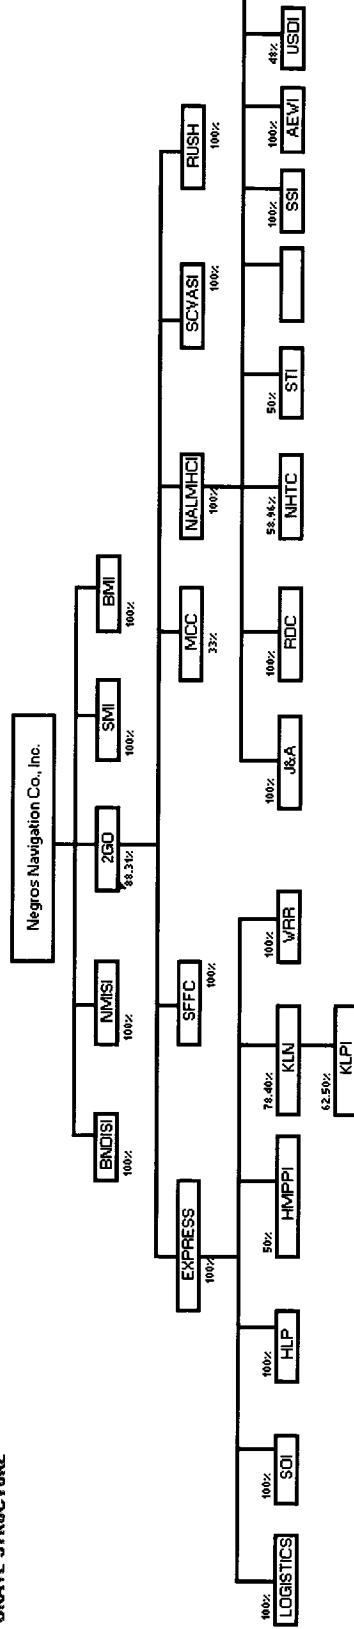 Negros Navigation Co., Inc.
BNDISI
100%
NMISI
100%
2GO
88.31%
SMI
100%
BMI
100%
EXPRESS
100%
SFFC
100%
MCC
33%
NALMHCI
100%
SCVASI
100%
RUSH
100%
100%
LOGISTICS
100%
SOI
100%
HLP
50%
HMPPI
78.40%
KLN
100%
WRR
100%
J&A
100%
RDC
58.96%
NHTC
50%
STI
100%
SSI
100%
AEWI
48%
USDI
62.50%
KLPI